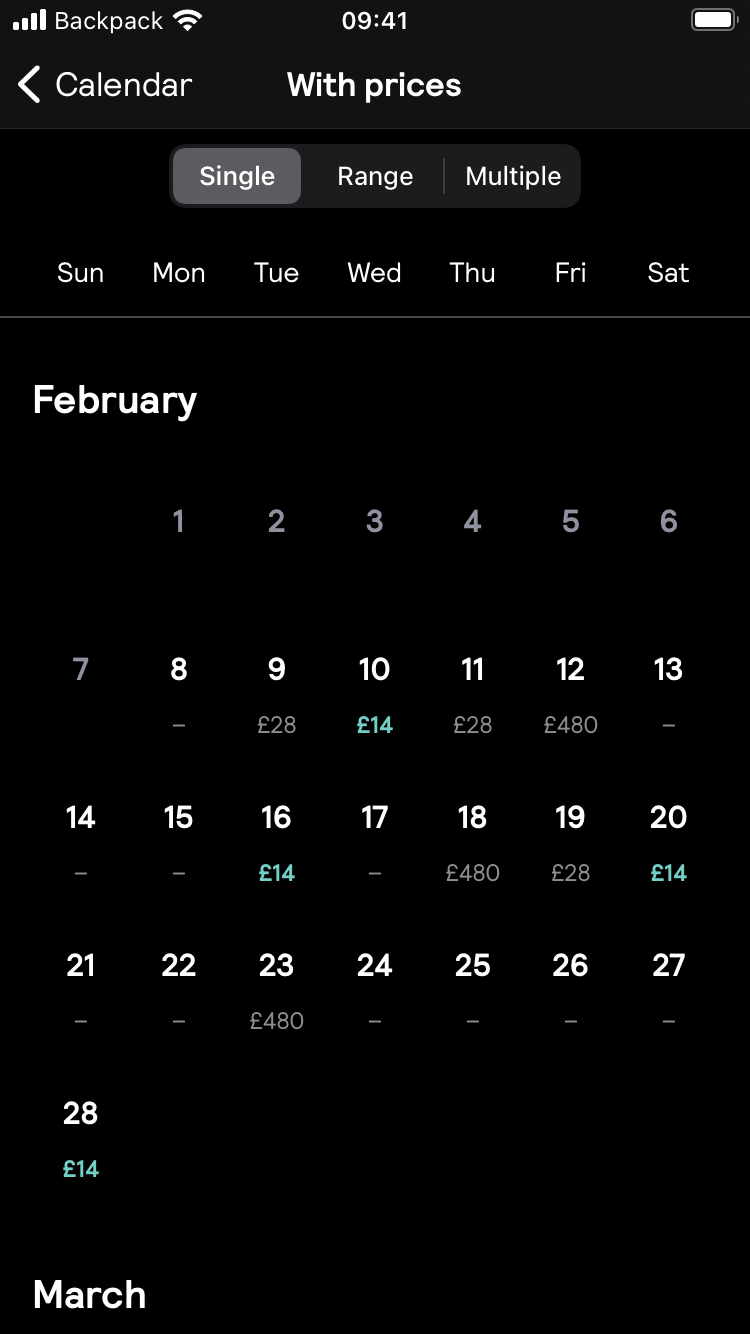 Backpack 09:41
Calendar With prices
Single Range Multiple
Sun Mon Tue Wed Thu Fri Sat
February
1 2 3 4 5 6
7 8 9 10 11 12 13
– £28 £14 £28 £480 –
14 15 16 17 18 19 20
– – £14 – £480 £28 £14
21 22 23 24 25 26 27
– – £480 – – – –
28
£14
March